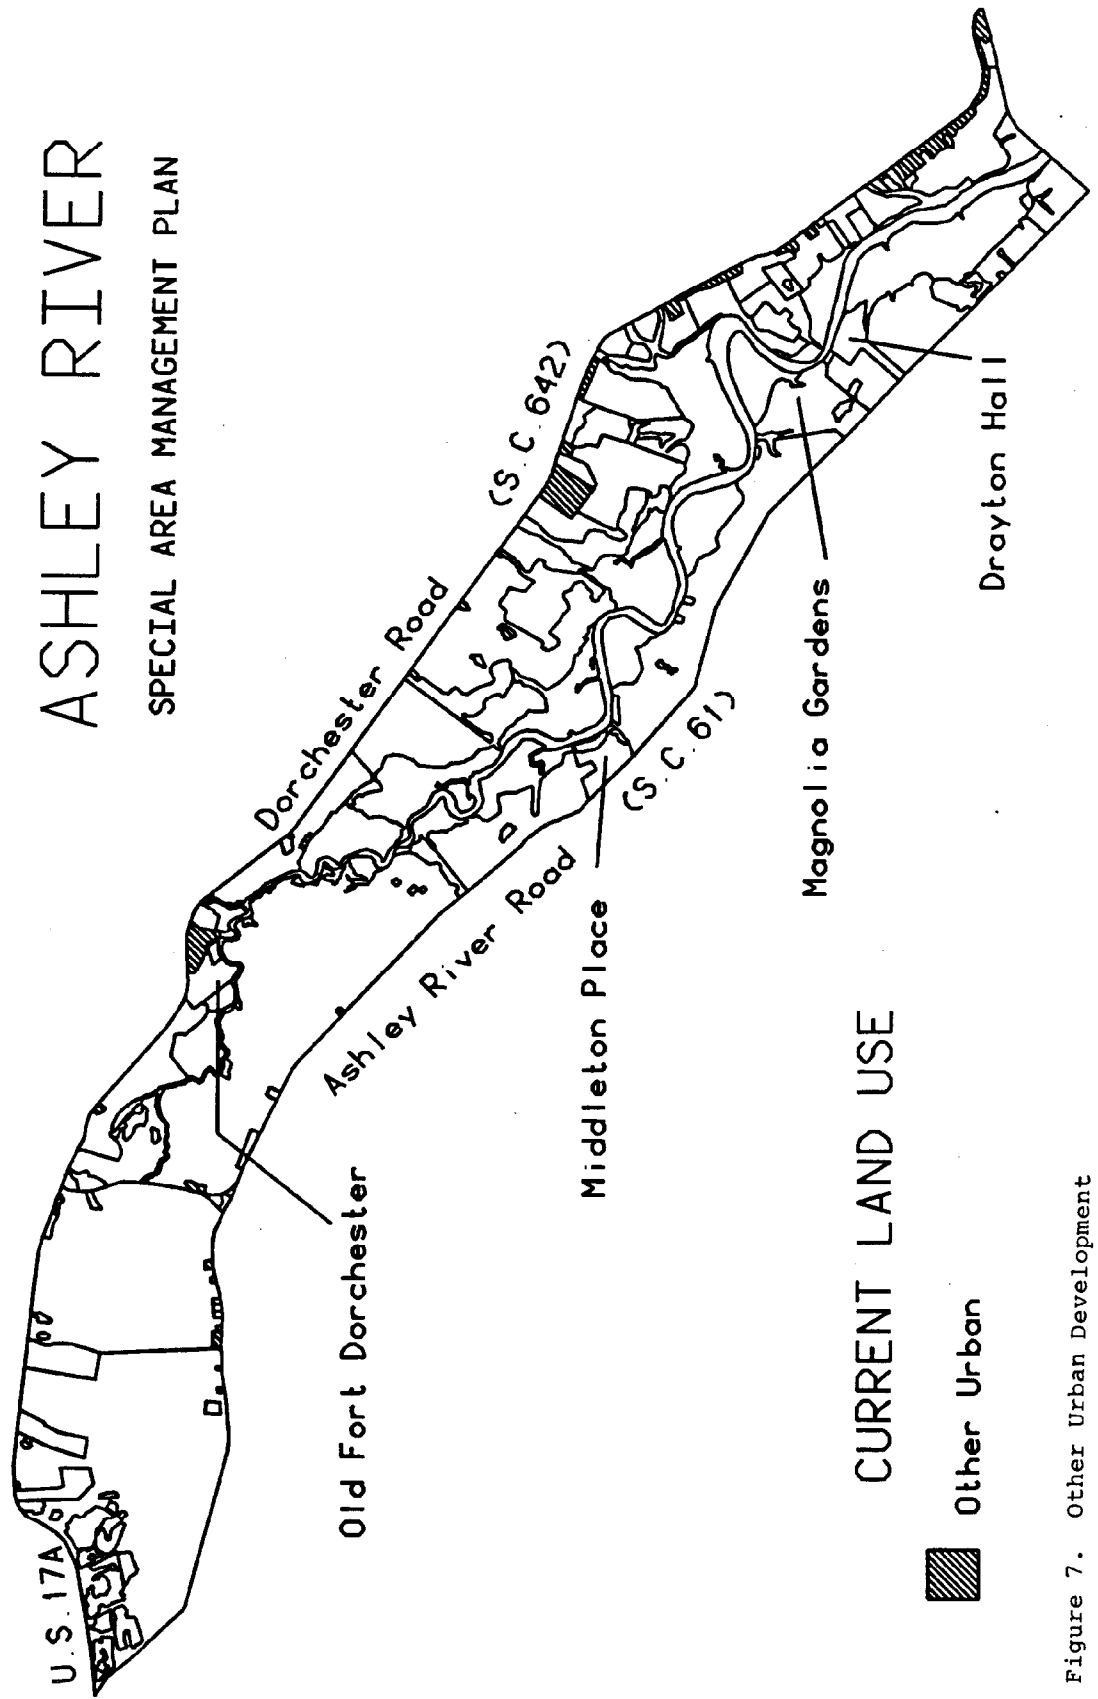 ASHLEY RIVER
SPECIAL AREA MANAGEMENT PLAN
U.S. 17A
Dorchester Road
(S.C. 642)
Old Fort Dorchester
Ashley River Road
(S.C. 61)
Middleton Place
Magnolia Gardens
Drayton Hall
CURRENT LAND USE
Other Urban
Figure 7. Other Urban Development